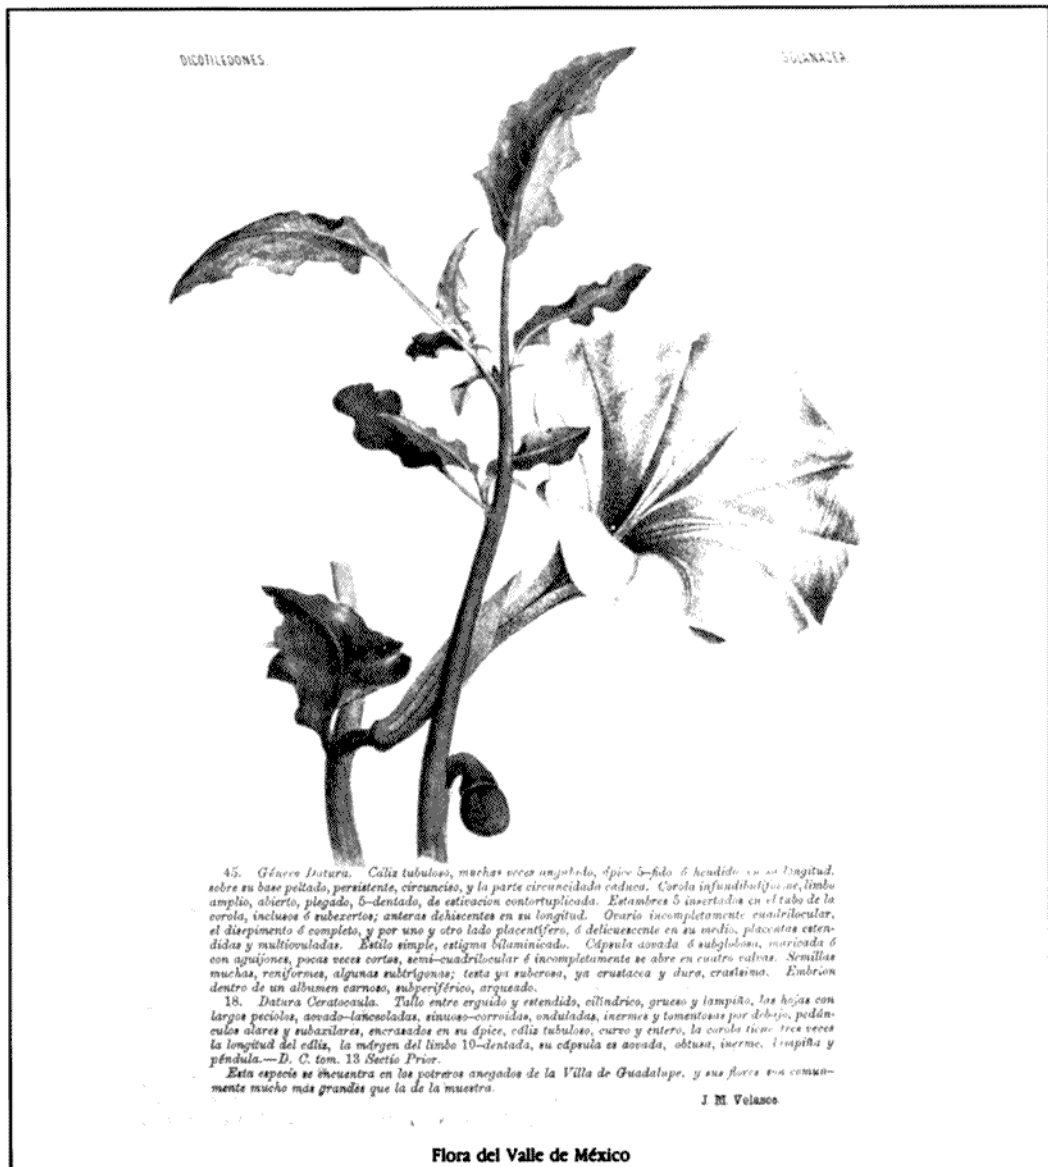 DICOTILEDONES.
SOLANACEÆ.
45. Género Datura. Cáliz tubuloso, muchas veces angulado, ápice 5-fido ó hendido en su longitud,
sobre su base peltado, persistente, circunciso, y la parte circuncidada caduca. Corola infundibuliforme, limbo
amplio, abierto, plegado, 5-dentado, de estivacion contortuplicada. Estambres 5 insertados en el tubo de la
corola, inclusos ó subexertos; anteras dehiscentes en su longitud. Ovario incompletamente cuadrilocular,
el disepimento ó completo, y por uno y otro lado placentífero, ó delicuescente en su medio, placentas esten-
didas y multiovuladas. Estilo simple, estigma bilaminicado. Cápsula aovada ó subglobosa, muricada ó
con aguijones, pocas veces cortos, semi-cuadrilocular é incompletamente se abre en cuatro valvas. Semillas
muchas, reniformes, algunas subtrigonas; testa ya suberosa, ya crustacea y dura, crasísima. Embrion
dentro de un albumen carnoso, subperiférico, arqueado.
18. Datura Ceratocaula. Tallo entre erguido y estendido, cilíndrico, grueso y lampiño, las hojas con
largos peciolos, aovado-lanceoladas, sinuoso-corroidas, onduladas, inermes y tomentosas por debajo, pedún-
culos alares y subaxilares, encrasados en su ápice, cáliz tubuloso, curvo y entero, la corola tiene tres veces
la longitud del cáliz, la márgen del limbo 10-dentada, su cápsula es aovada, obtusa, inerme, lampiña y
péndula.—D. C. tom. 13 Sectio Prior.
Esta especie se encuentra en los potreros anegados de la Villa de Guadalupe, y sus flores son comun-
mente mucho más grandes que la de la muestra.
J. M. Velasco.
Flora del Valle de México